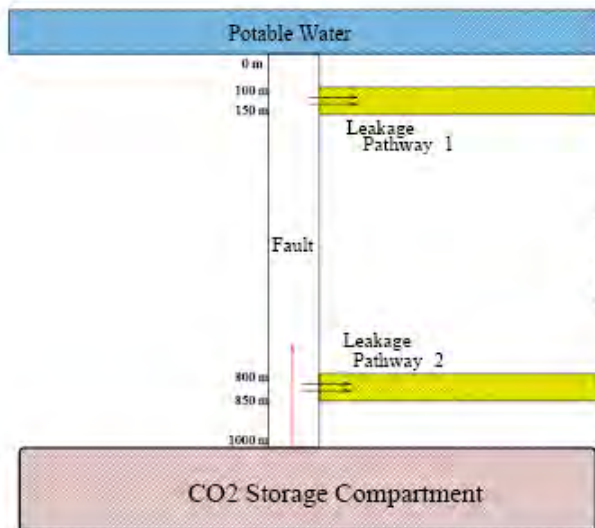 Potable Water
0 m
100 m
150 m
Leakage
Pathway 1
Fault
Leakage
Pathway 2
800 m
850 m
1000 m
CO2 Storage Compartment